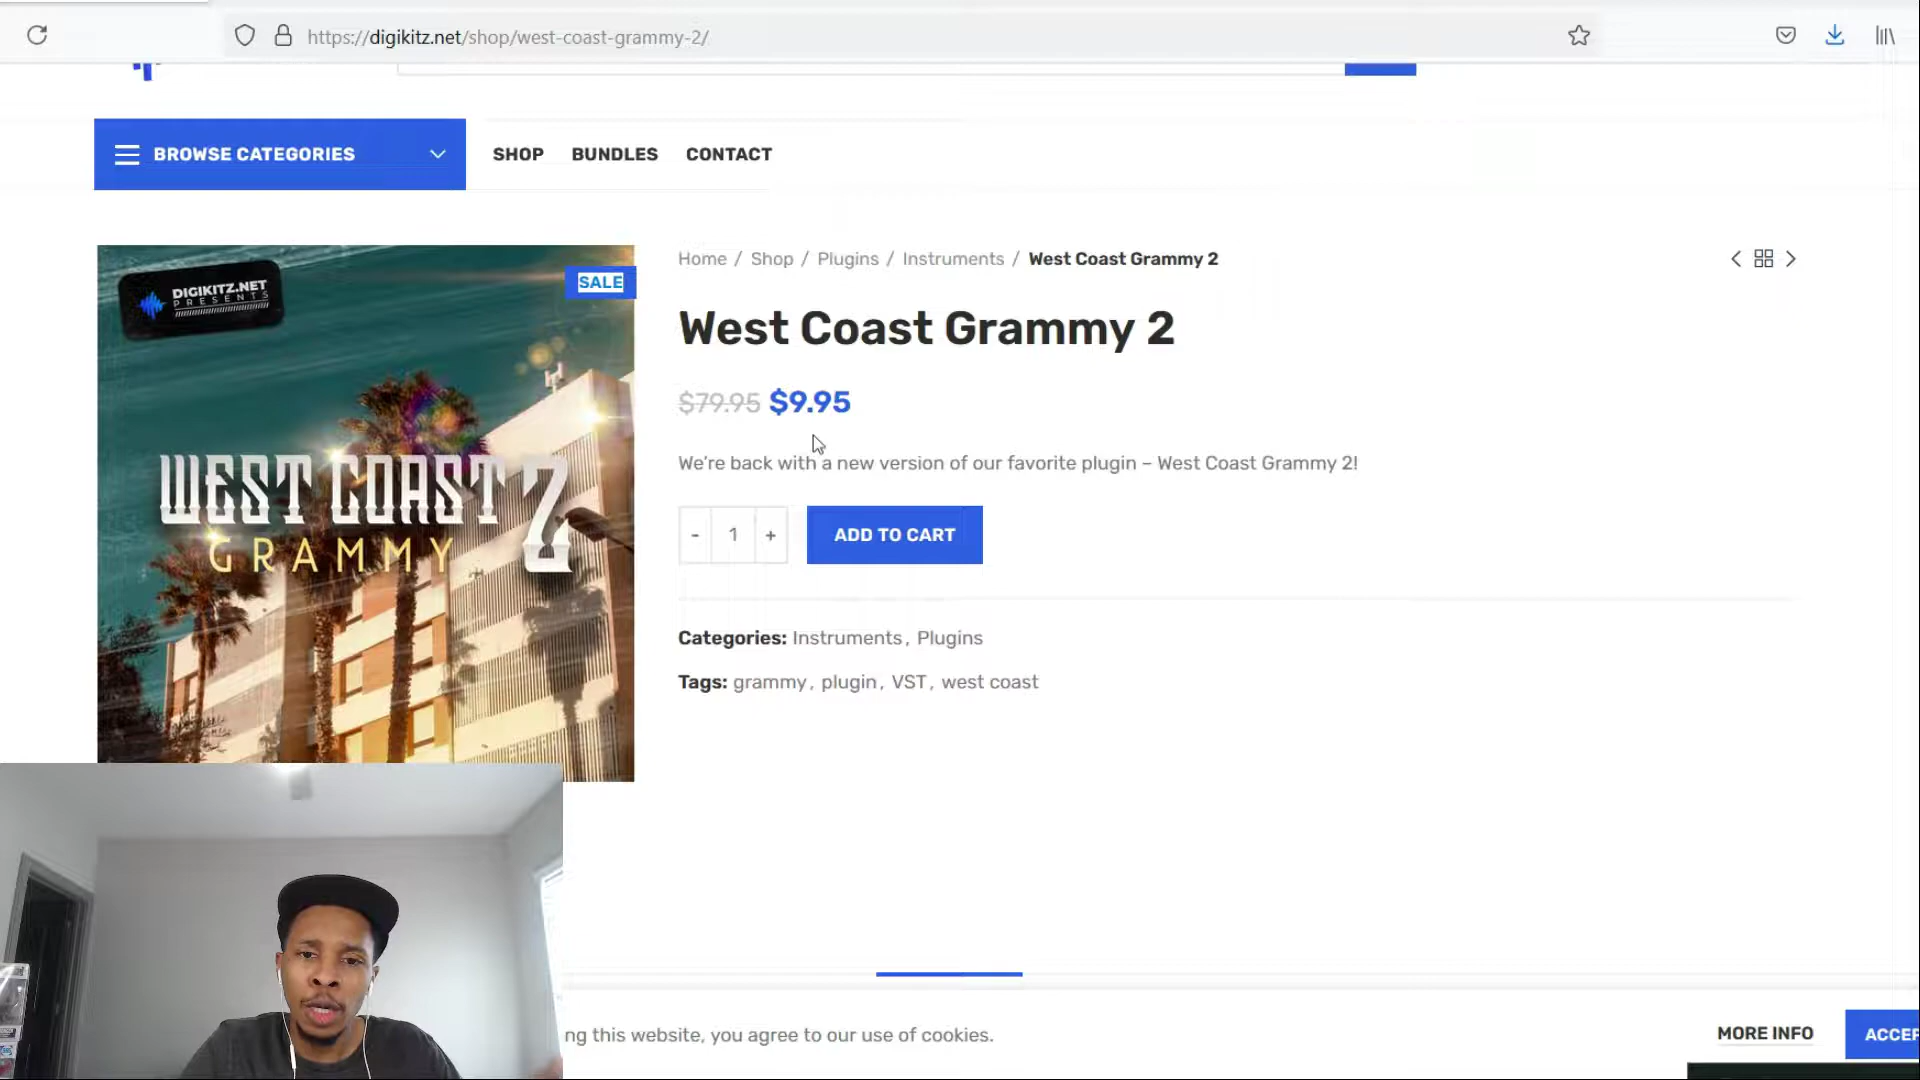 https://digikitz.net/shop/west-coast-grammy-2/
BROWSE CATEGORIES
SHOP BUNDLES CONTACT
DIGIKITZ.NET
PRESENTS
SALE
WEST COAST 2
GRAMMY
Home / Shop / Plugins / Instruments / West Coast Grammy 2
West Coast Grammy 2
$79.95 $9.95
We're back with a new version of our favorite plugin – West Coast Grammy 2!
- 1 +
ADD TO CART
Categories: Instruments, Plugins
Tags: grammy, plugin, VST, west coast
ng this website, you agree to our use of cookies.
MORE INFO
ACCEP